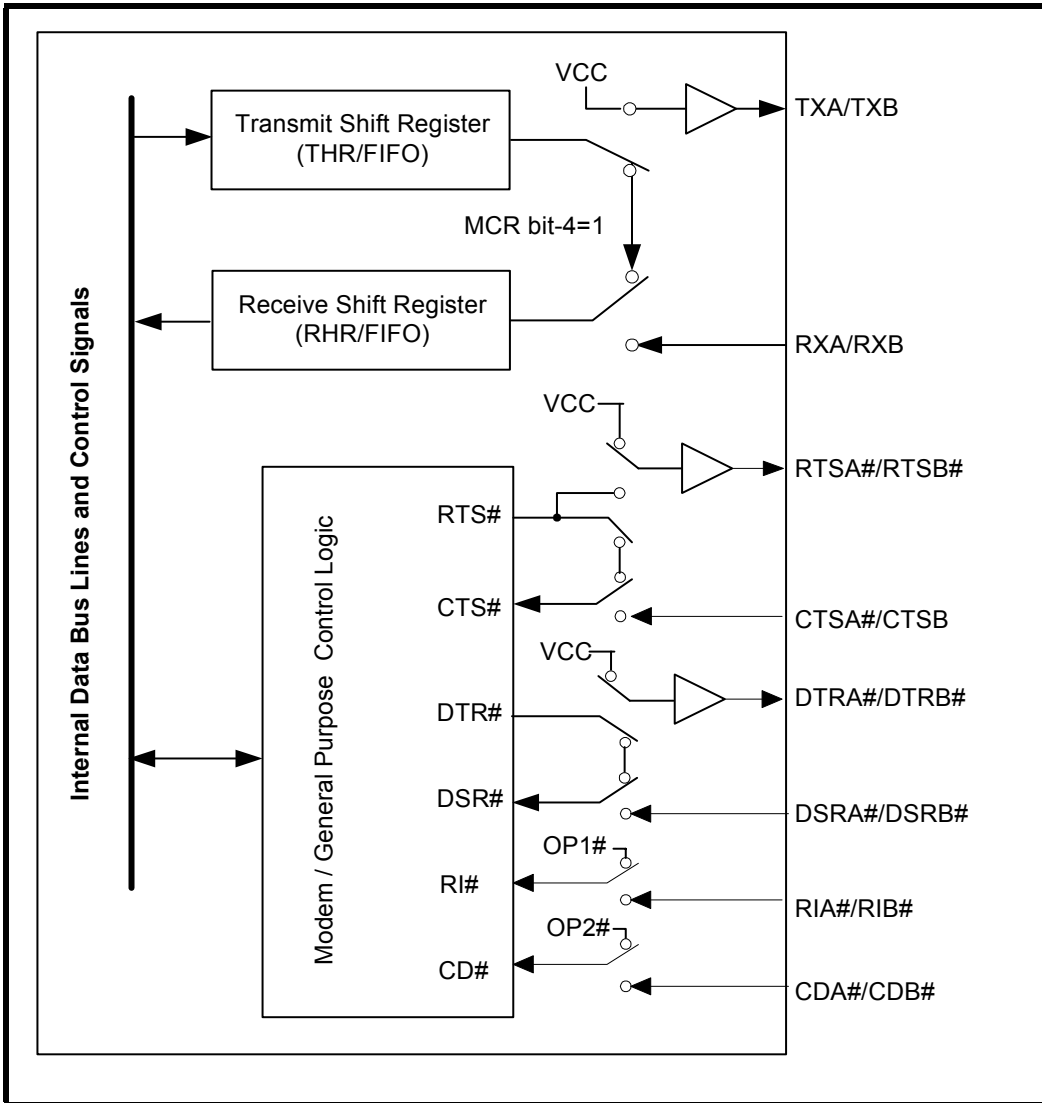 VCC
TXA/TXB
Transmit Shift Register
(THR/FIFO)
MCR bit-4=1
Receive Shift Register
(RHR/FIFO)
RXA/RXB
Internal Data Bus Lines and Control Signals
VCC
RTSA#/RTSB#
Modem / General Purpose Control Logic
RTS#
CTS#
CTSA#/CTSB
VCC
DTR#
DTRA#/DTRB#
DSR#
DSRA#/DSRB#
OP1#
RI#
RIA#/RIB#
OP2#
CD#
CDA#/CDB#